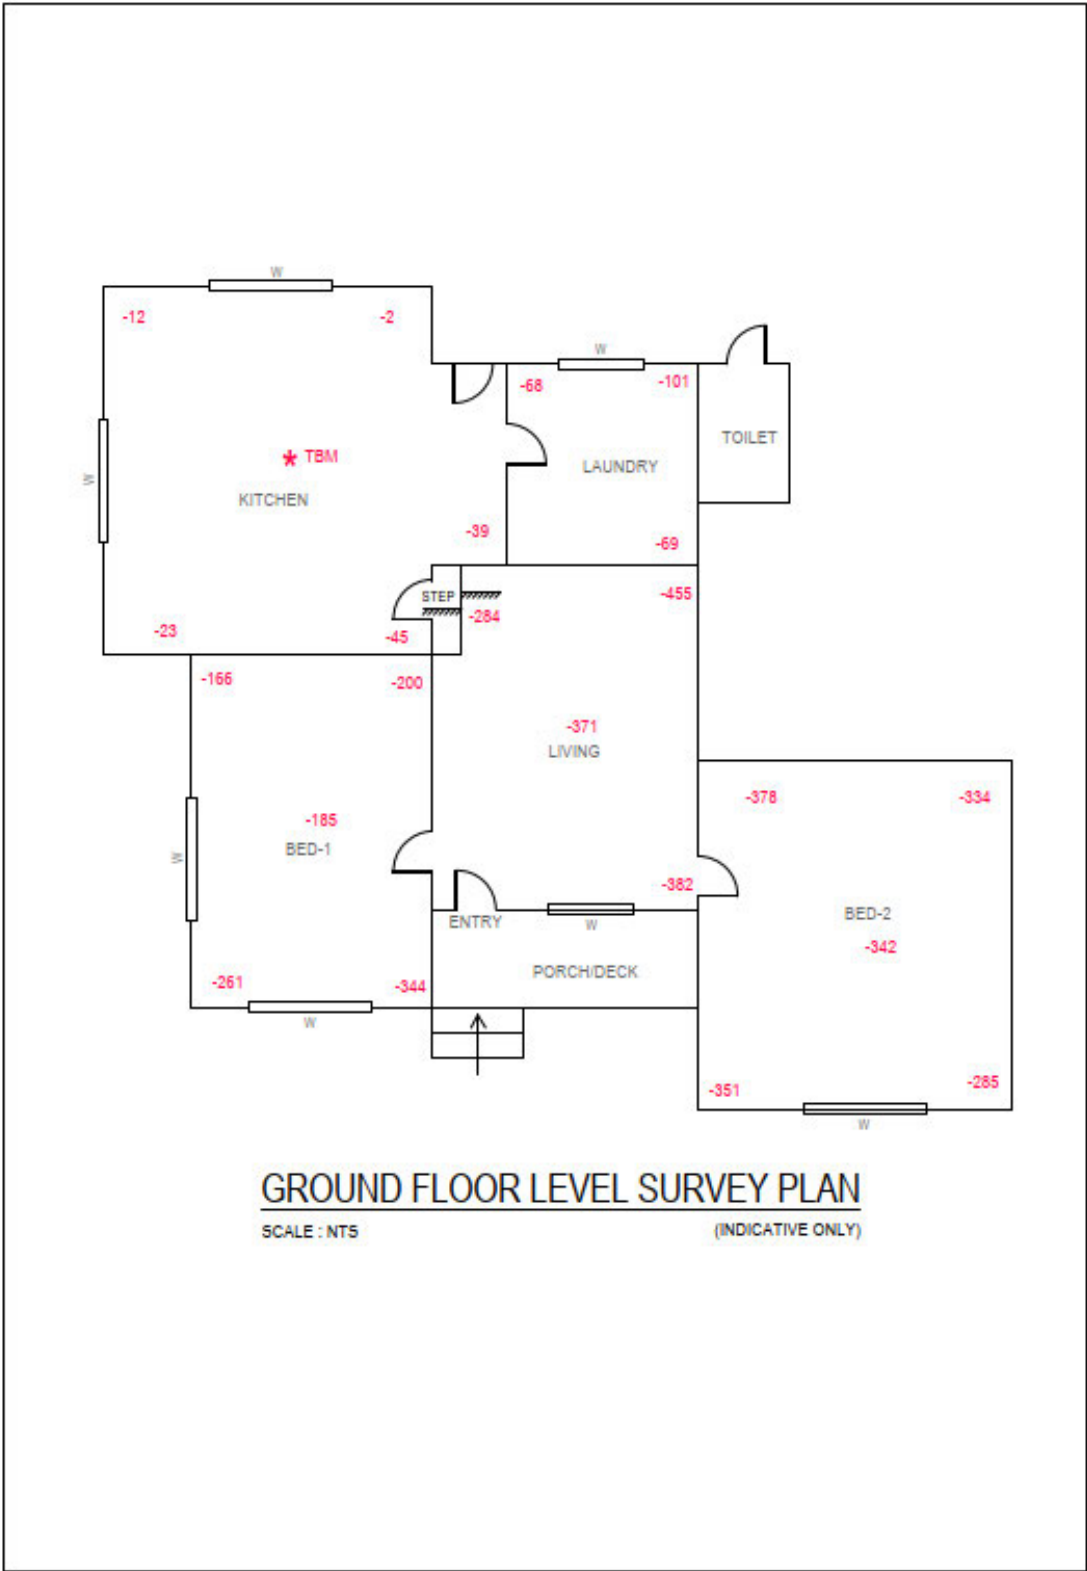 W
-12 -2
W
-68 -101
TOILET
* TBM
LAUNDRY
W
KITCHEN
-39
-69
STEP
-455
-284
-23
-45
-166
-200
-371
LIVING
-378 -334
-185
BED-1
W
-382
BED-2
ENTRY
W
-342
PORCH/DECK
-261
-344
W
-351
-285
W
GROUND FLOOR LEVEL SURVEY PLAN
SCALE : NTS (INDICATIVE ONLY)